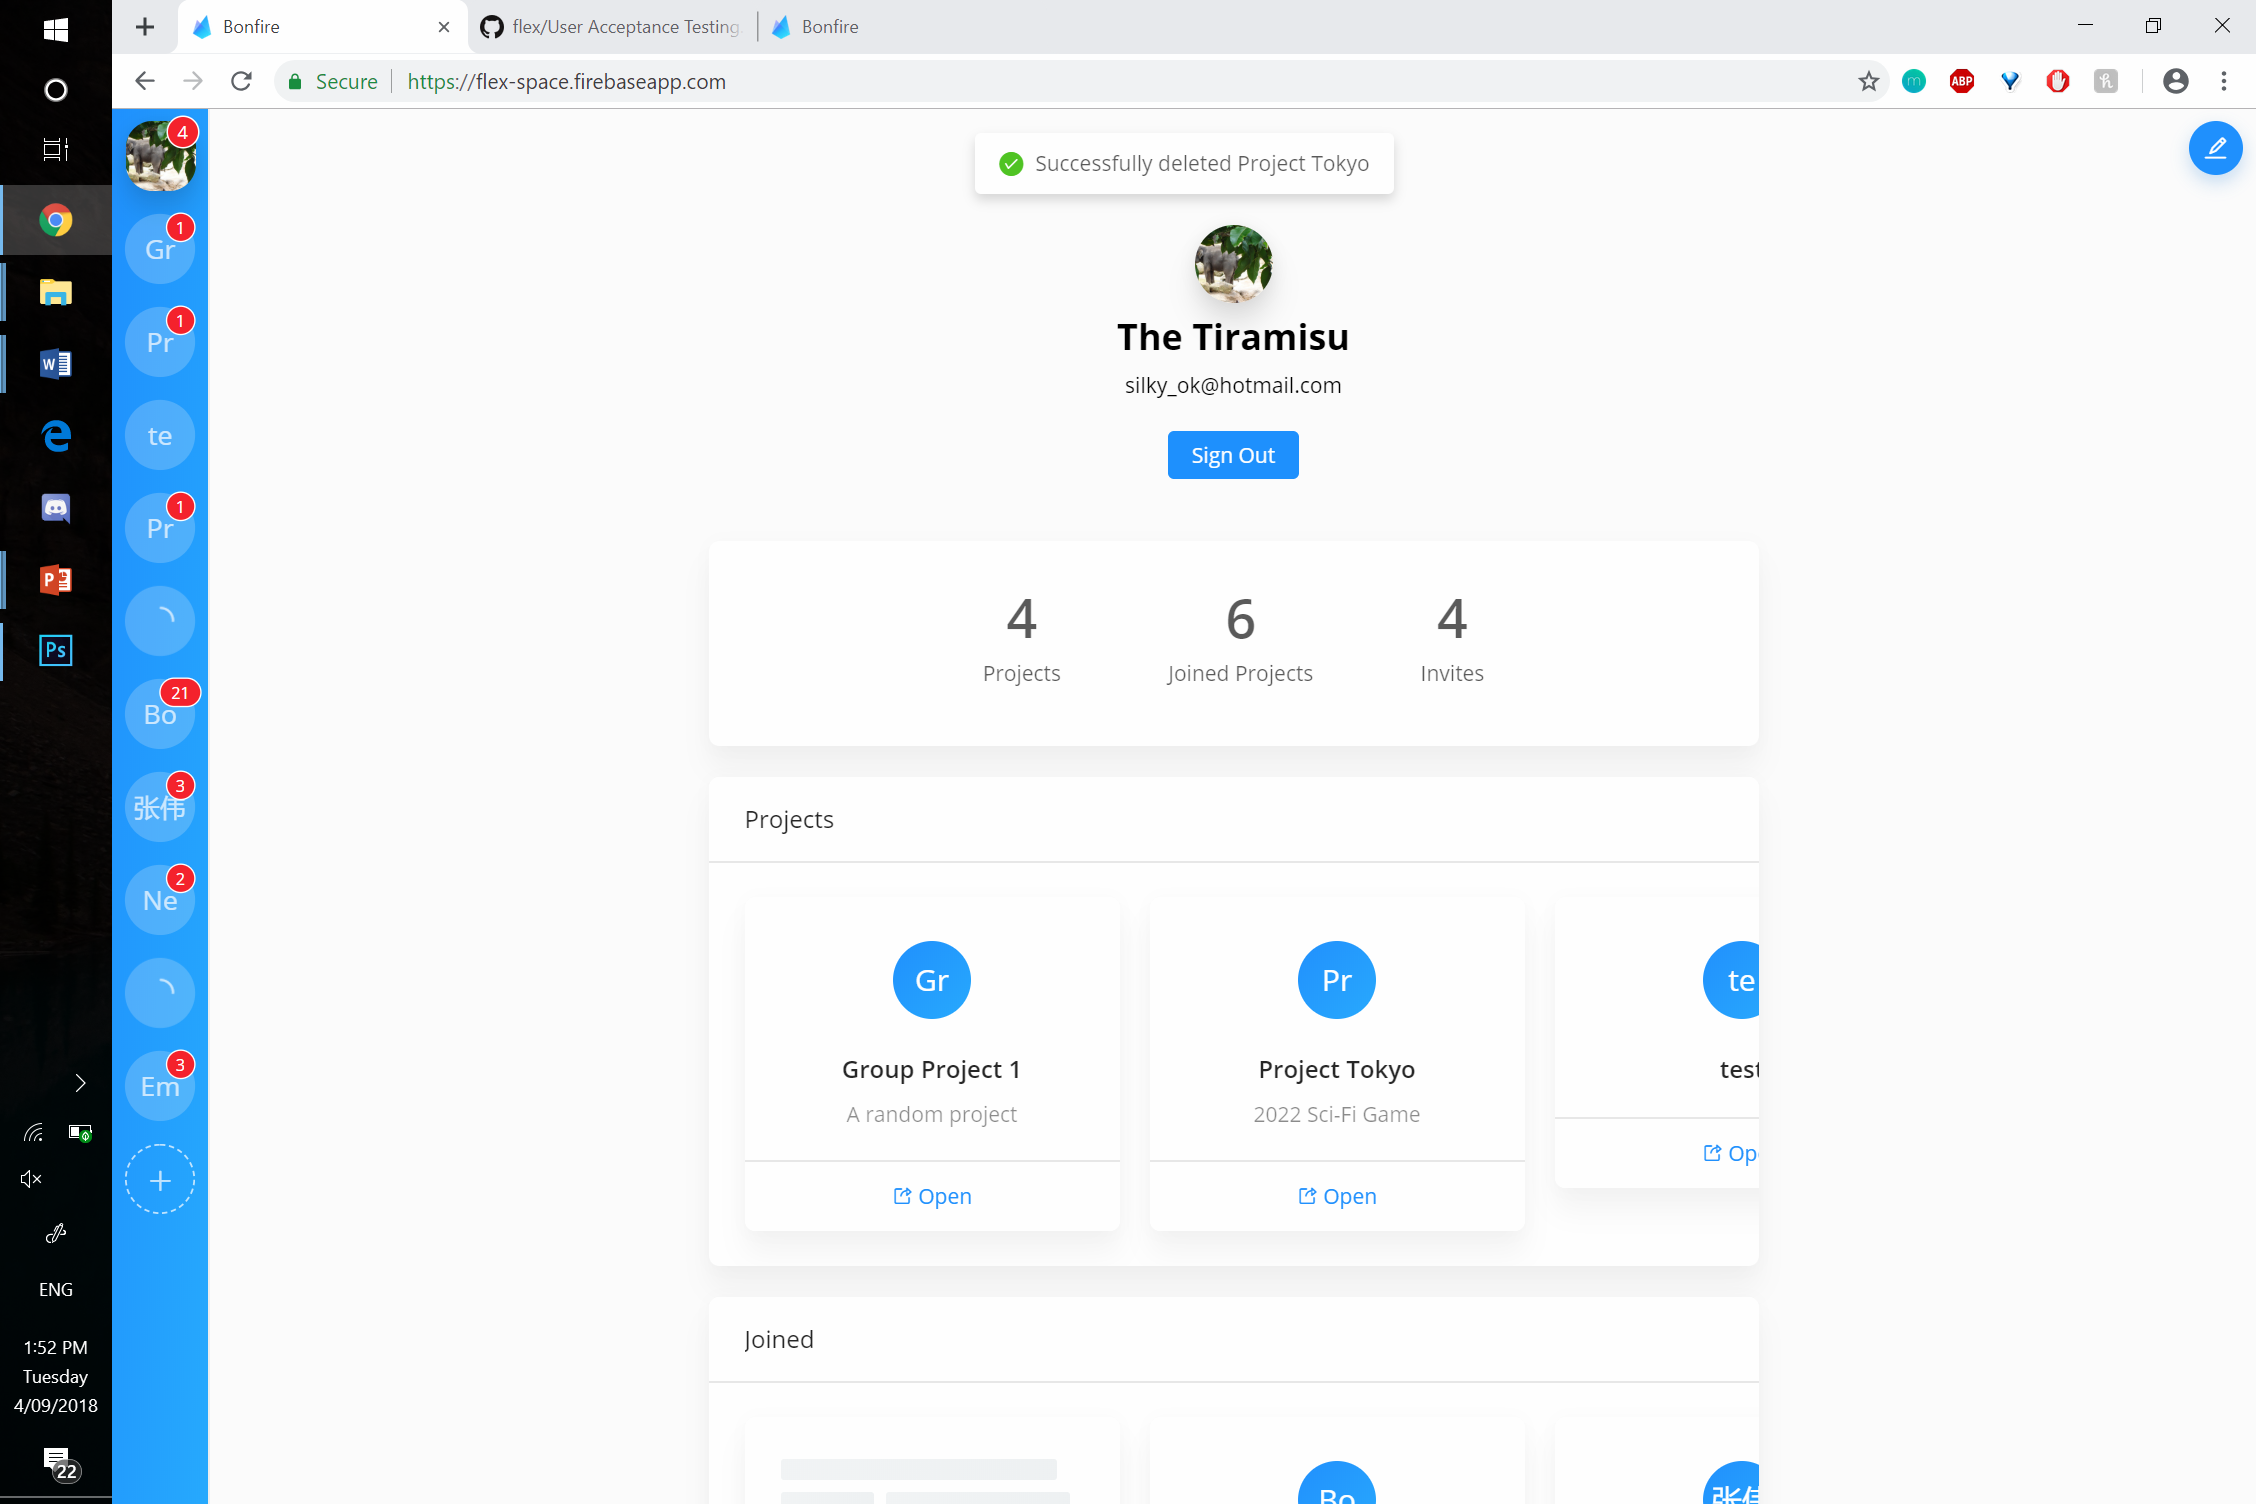 Bonfire
flex/User Acceptance Testing
Bonfire
Secure
https://flex-space.firebaseapp.com
ABP
4
Gr
1
Pr
1
te
Pr
1
Bo
21
张伟
3
Ne
2
Em
3
Successfully deleted Project Tokyo
The Tiramisu
silky_ok@hotmail.com
Sign Out
4
6
4
Projects
Joined Projects
Invites
Projects
Gr
Pr
te
Group Project 1
Project Tokyo
test
A random project
2022 Sci-Fi Game
Open
Open
Op
Joined
Bo
张伟
Ps
ENG
1:52 PM
Tuesday
4/09/2018
22